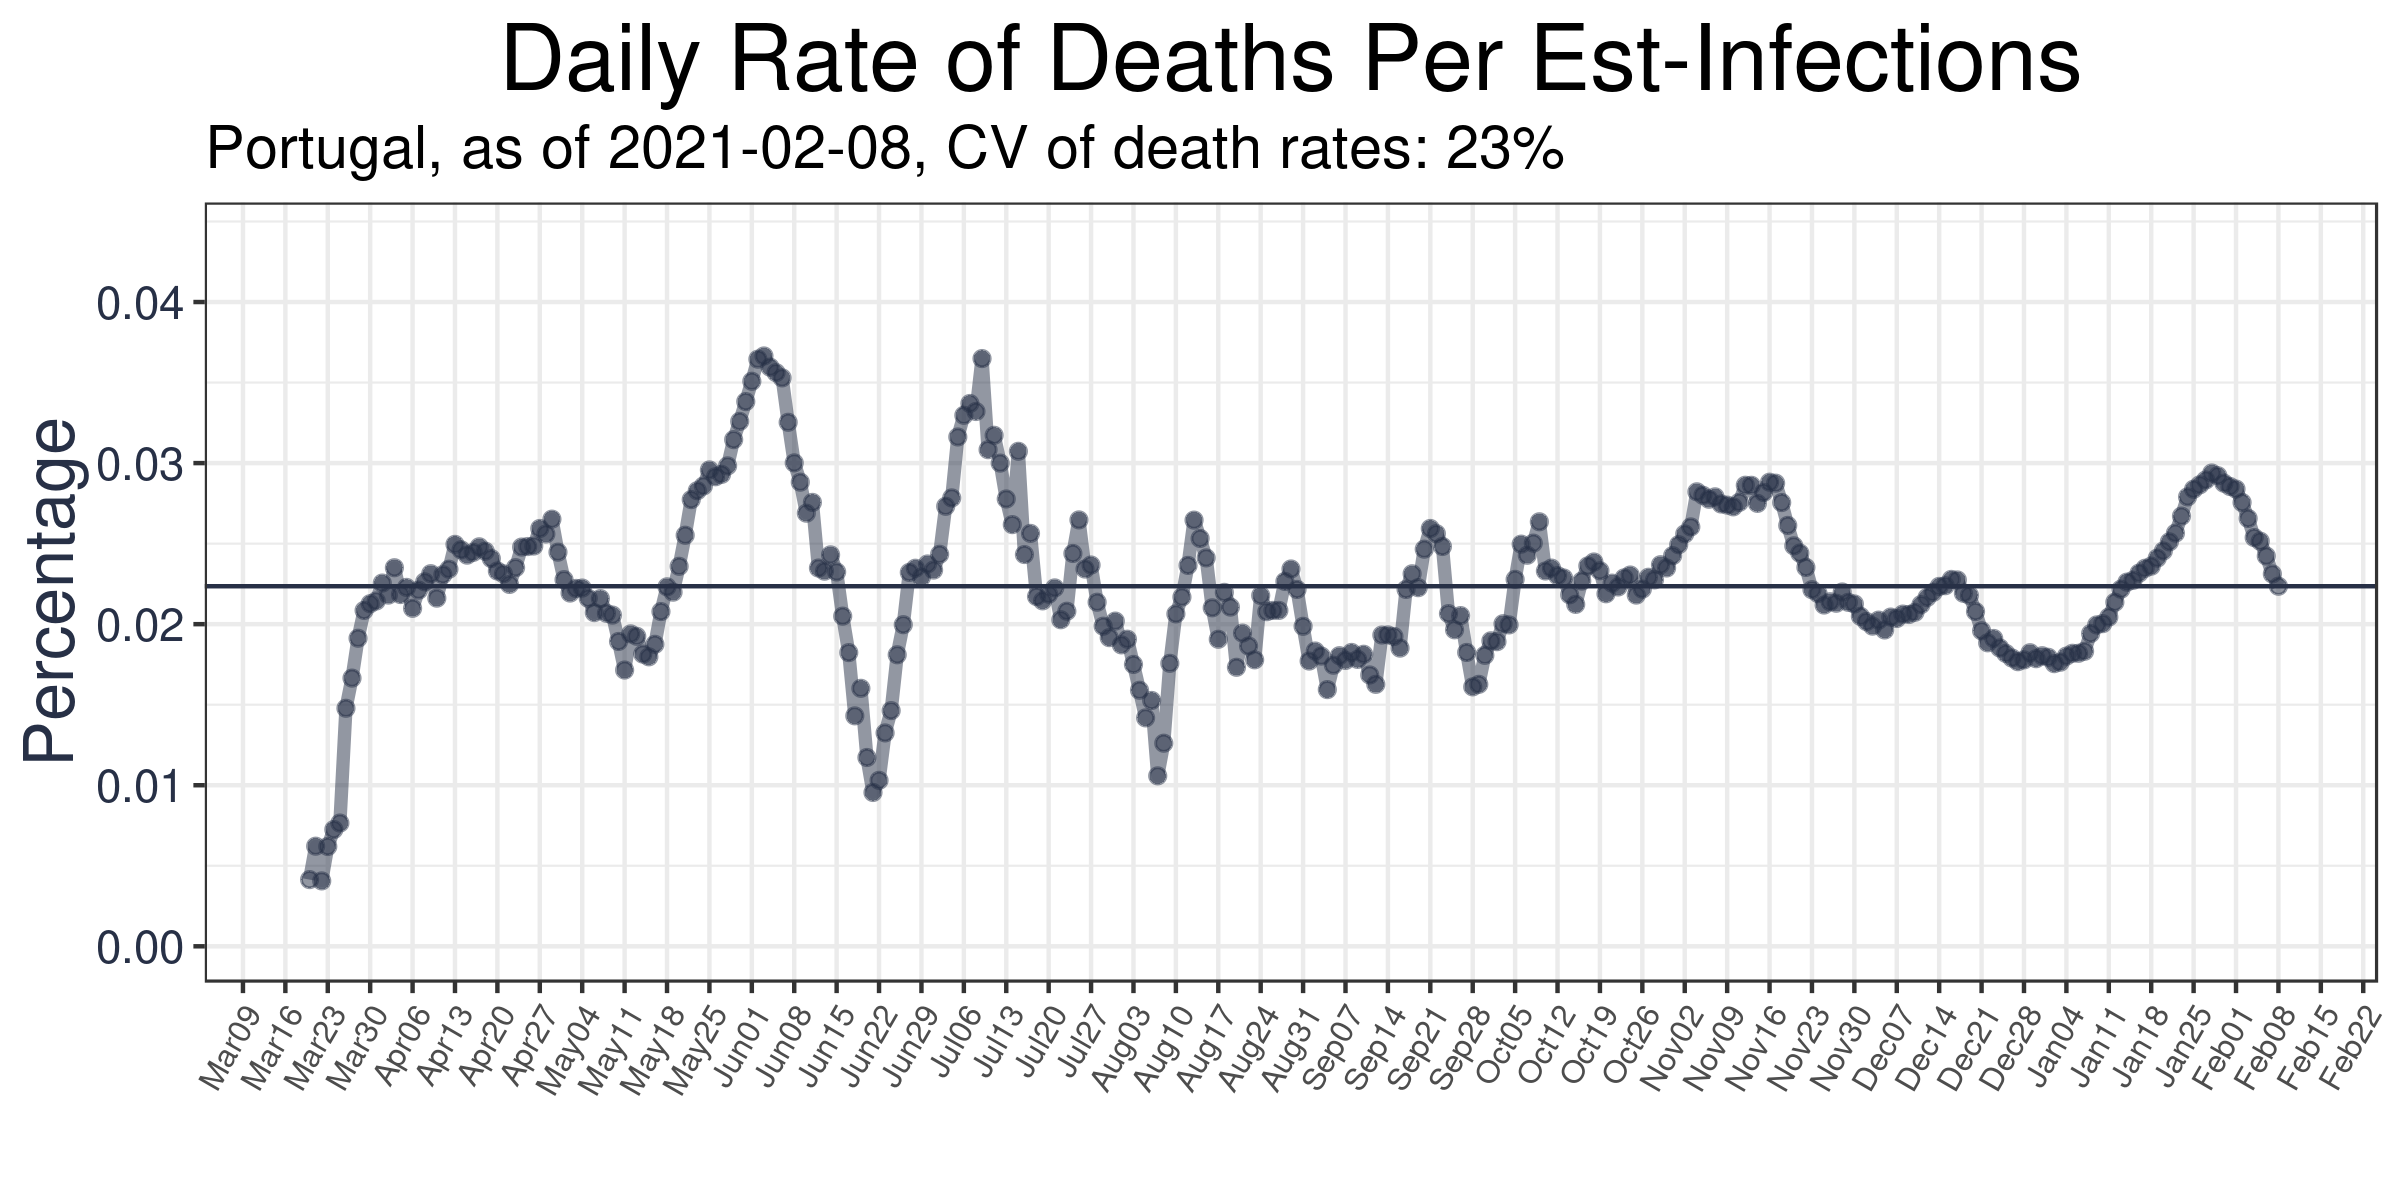 Daily Rate of Deaths Per Est-Infections
Portugal, as of 2021-02-08, CV of death rates: 23%
Percentage
0.04
0.03
0.02
0.01
0.00
Mar09 Mar16 Mar23 Mar30 Apr06 Apr13 Apr20 Apr27 May04 May11 May18 May25 Jun01 Jun08 Jun15 Jun22 Jun29 Jul06 Jul13 Jul20 Jul27 Aug03 Aug10 Aug17 Aug24 Aug31 Sep07 Sep14 Sep21 Sep28 Oct05 Oct12 Oct19 Oct26 Nov02 Nov09 Nov16 Nov23 Nov30 Dec07 Dec14 Dec21 Dec28 Jan04 Jan11 Jan18 Jan25 Feb01 Feb08 Feb15 Feb22